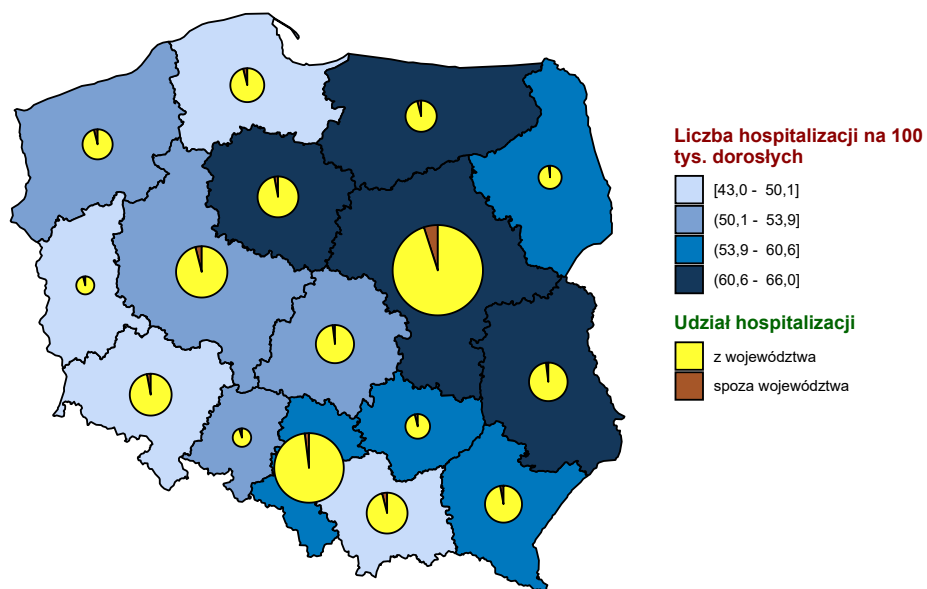 Liczba hospitalizacji na 100
tys. dorosłych
[43,0 - 50,1]
(50,1 - 53,9]
(53,9 - 60,6]
(60,6 - 66,0]
Udział hospitalizacji
z województwa
spoza województwa